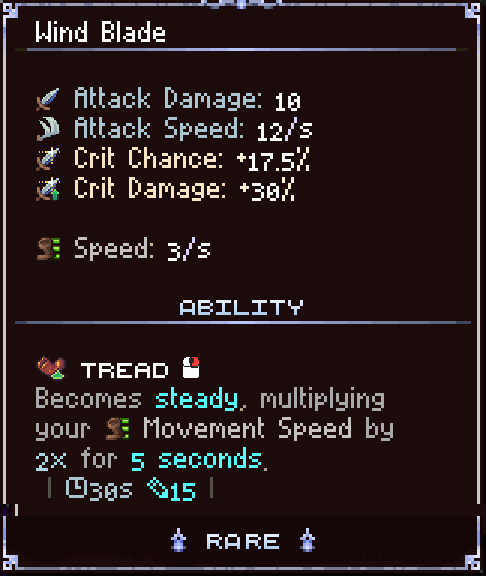 Wind Blade
Attack Damage: 10
Attack Speed: 12/s
Crit Chance: +17.5%
Crit Damage: +30%
Speed: 3/s
ABILITY
TREAD
Becomes steady, multiplying
your Movement Speed by
2x for 5 seconds.
| 30s 15 |
RARE